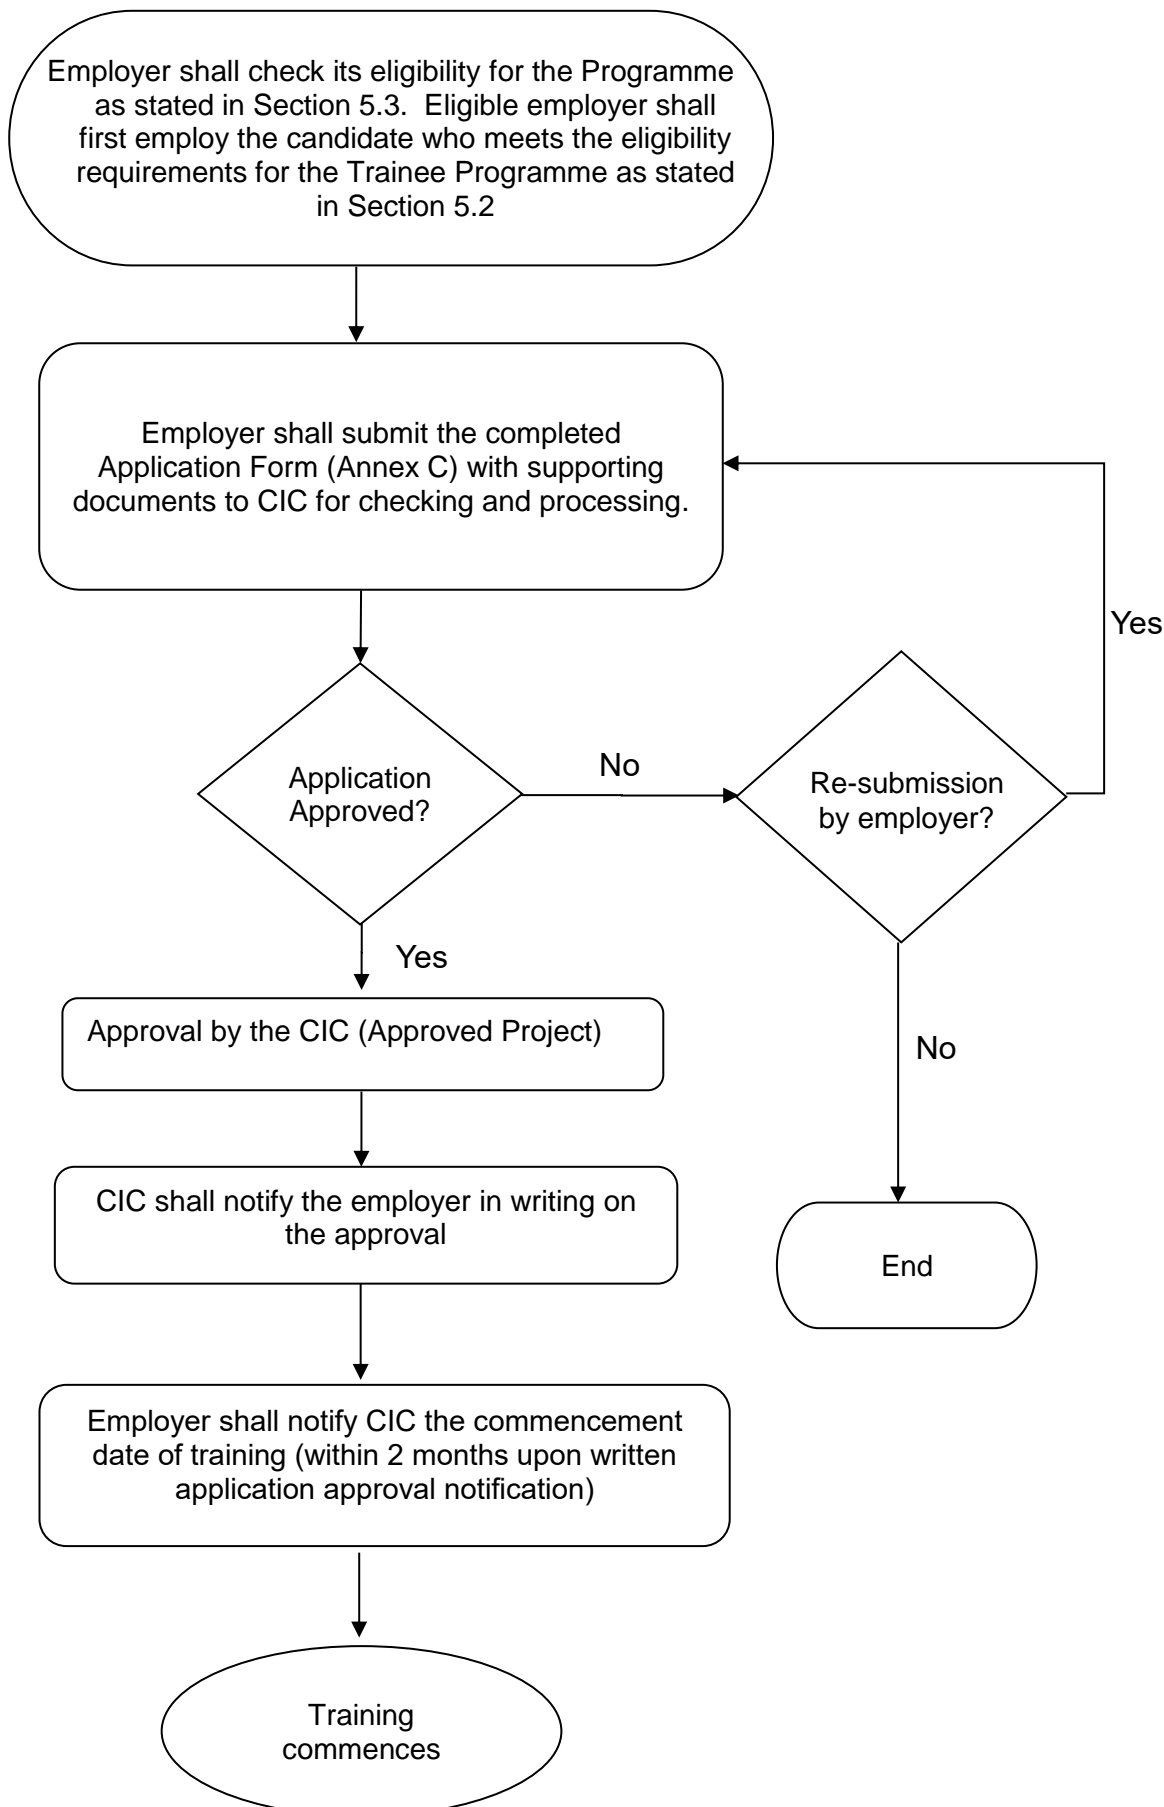 Employer shall check its eligibility for the Programme
as stated in Section 5.3.  Eligible employer shall
first employ the candidate who meets the eligibility
requirements for the Trainee Programme as stated
in Section 5.2
Employer shall submit the completed
Application Form (Annex C) with supporting
documents to CIC for checking and processing.
Yes
Application
Approved?
No
Re-submission
by employer?
Yes
Approval by the CIC (Approved Project)
No
CIC shall notify the employer in writing on
the approval
End
Employer shall notify CIC the commencement
date of training (within 2 months upon written
application approval notification)
Training
commences